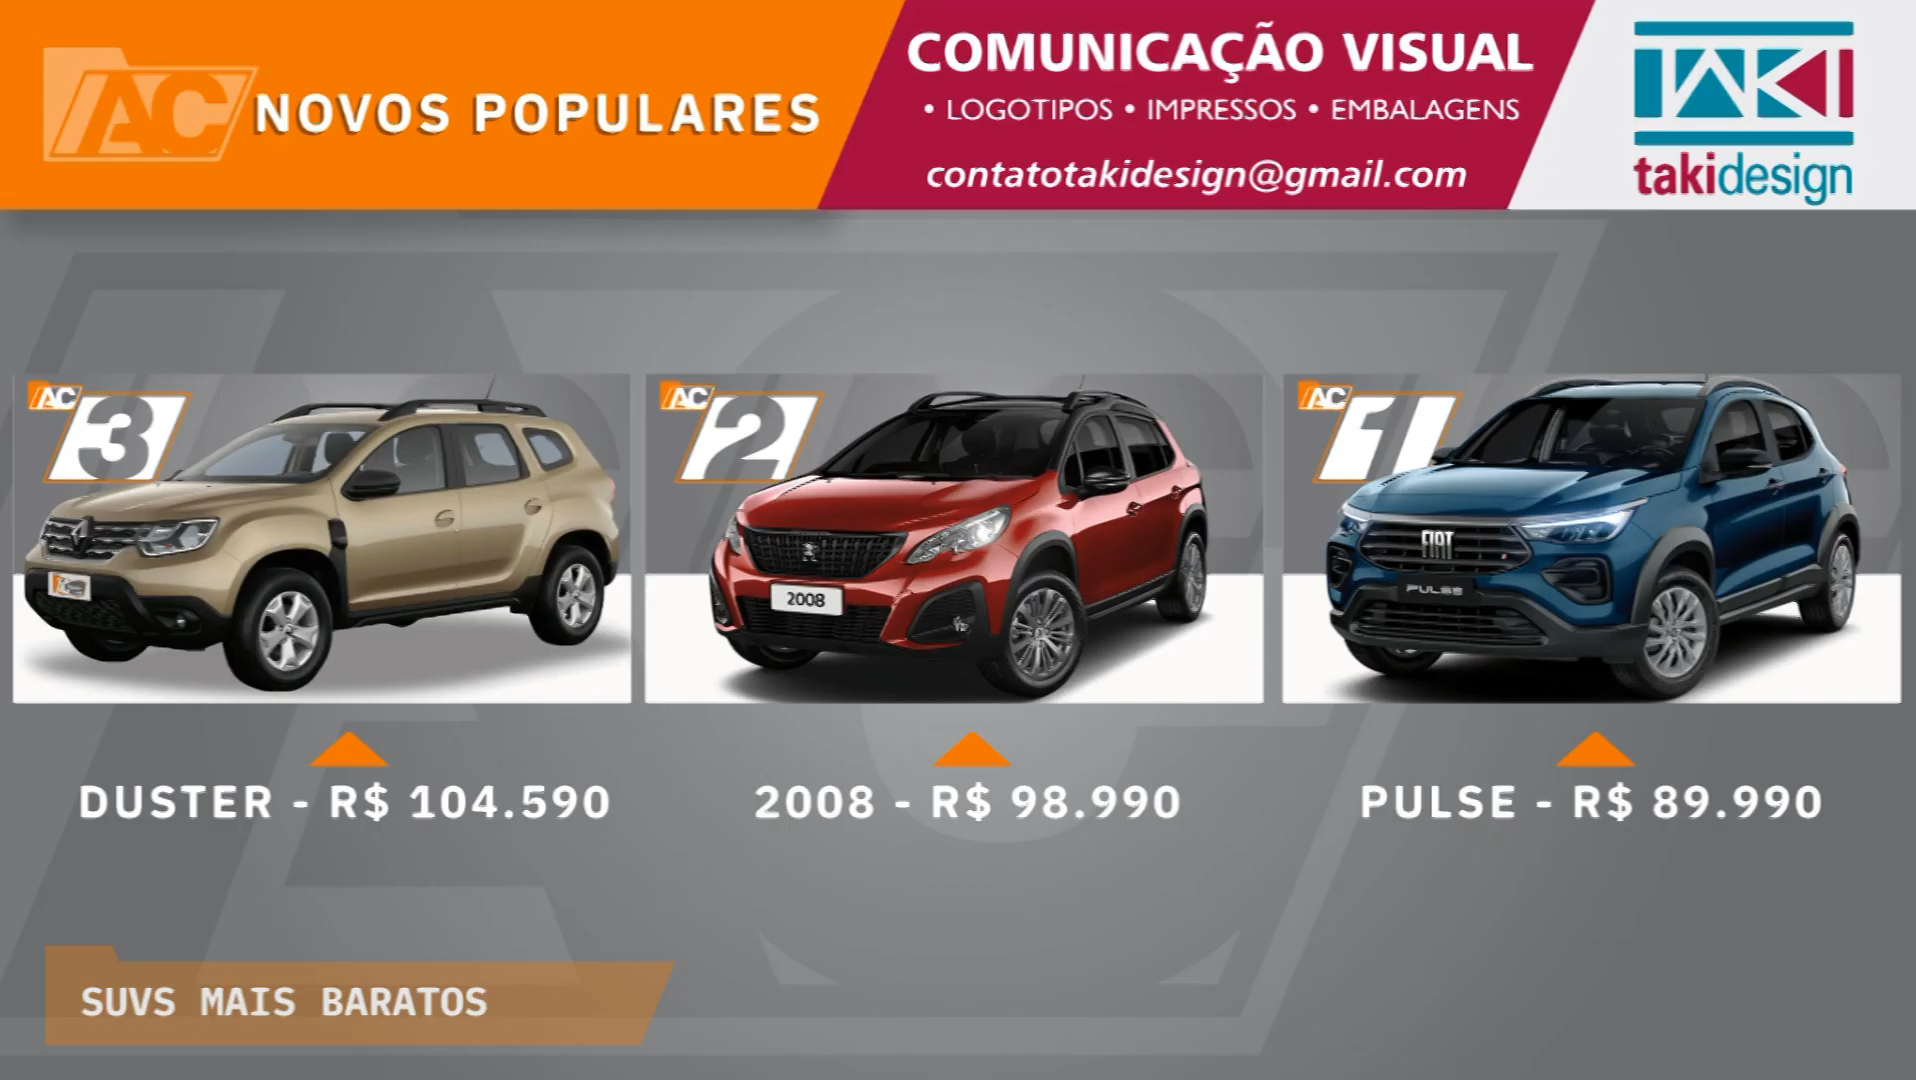 AC
NOVOS POPULARES
COMUNICAÇÃO VISUAL
• LOGOTIPOS • IMPRESSOS • EMBALAGENS
contatotakidesign@gmail.com
TAKI
takidesign
AC
3
AC
2
2008
AC
1
FIAT
PULSE
DUSTER - R$ 104.590
2008 - R$ 98.990
PULSE - R$ 89.990
SUVS MAIS BARATOS